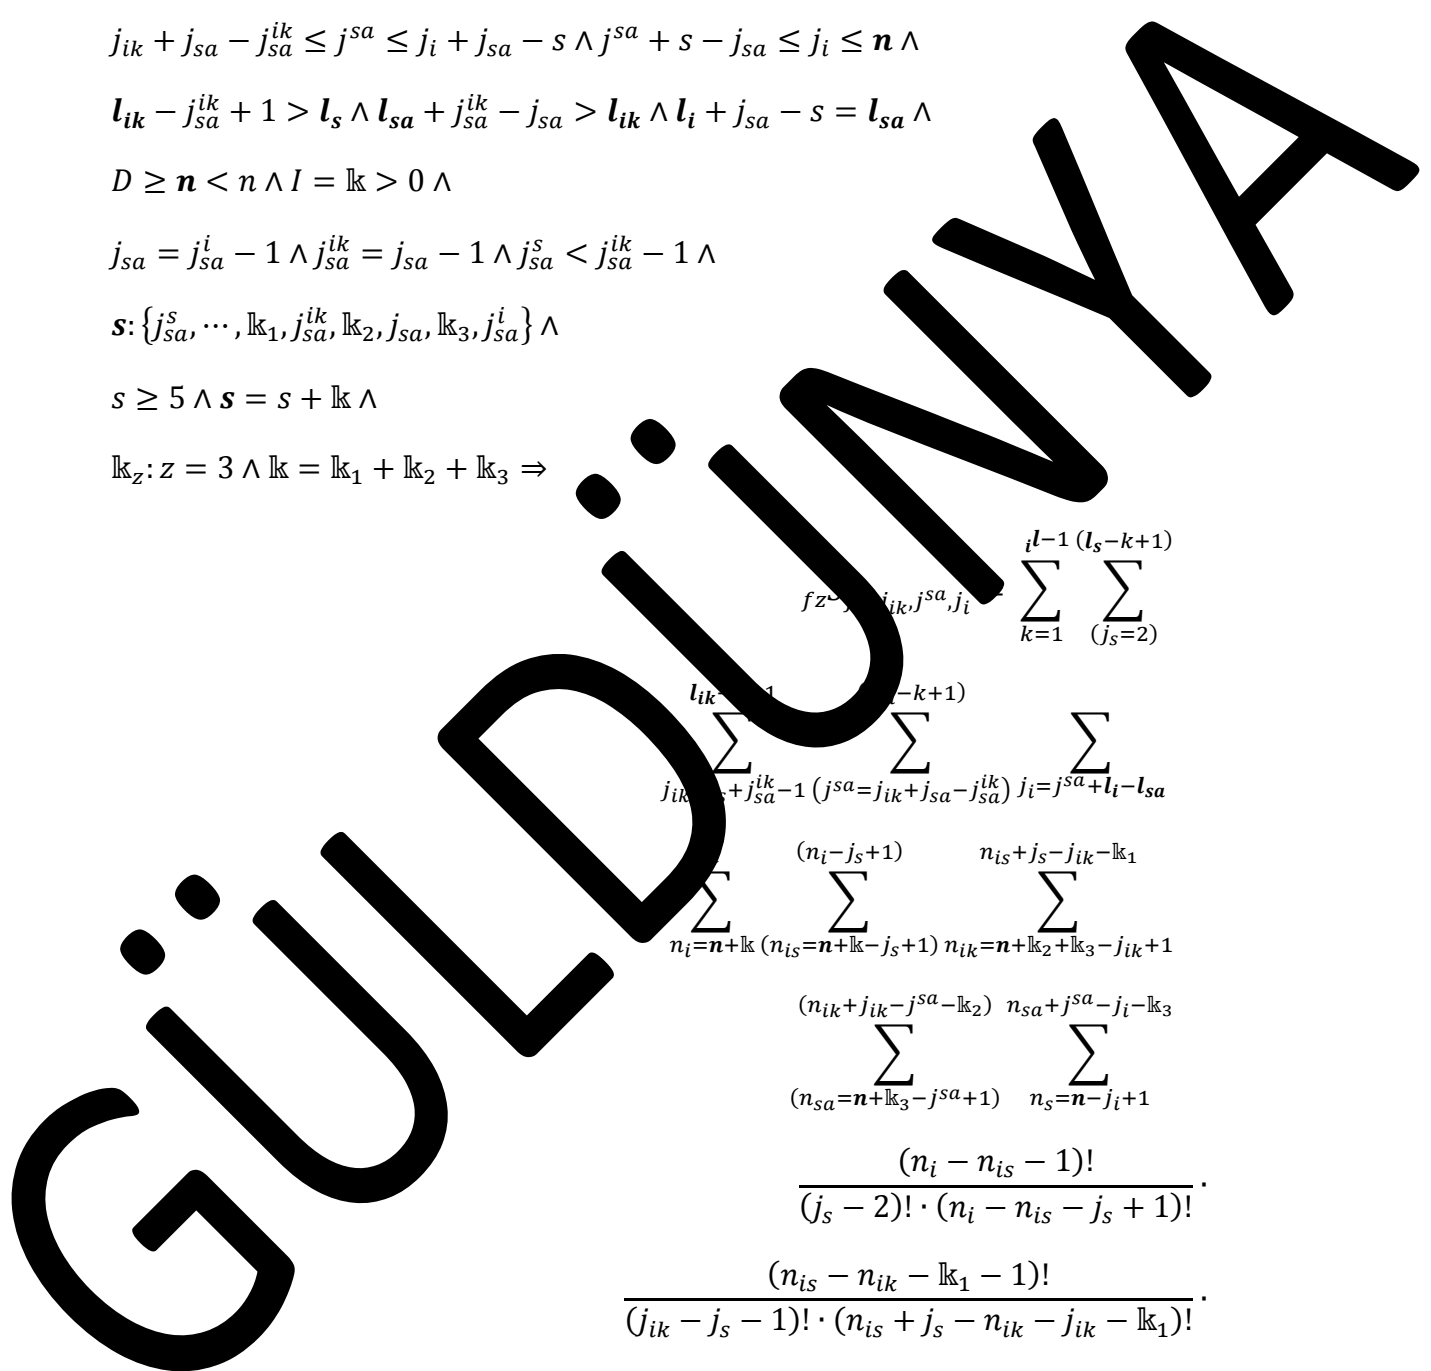 j_{ik} + j_{sa} − j_{sa}^{ik} ≤ j^{sa} ≤ j_i + j_{sa} − s ∧ j^{sa} + s − j_{sa} ≤ j_i ≤ 𝒏 ∧
𝒍_{𝒊𝒌} − j_{sa}^{ik} + 1 > 𝒍_𝒔 ∧ 𝒍_{𝒔𝒂} + j_{sa}^{ik} − j_{sa} > 𝒍_{𝒊𝒌} ∧ 𝒍_𝒊 + j_{sa} − s = 𝒍_{𝒔𝒂} ∧
D ≥ 𝒏 < n ∧ I = 𝕜 > 0 ∧
j_{sa} = j_{sa}^{i} − 1 ∧ j_{sa}^{ik} = j_{sa} − 1 ∧ j_{sa}^{s} < j_{sa}^{ik} − 1 ∧
𝒔: {j_{sa}^{s}, ⋯, 𝕜_1, j_{sa}^{ik}, 𝕜_2, j_{sa}, 𝕜_3, j_{sa}^{i}} ∧
s ≥ 5 ∧ 𝒔 = s + 𝕜 ∧
𝕜_z: z = 3 ∧ 𝕜 = 𝕜_1 + 𝕜_2 + 𝕜_3 ⇒
_{ik}, j^{sa}, j_i ∑_{k=1}^{_𝒊𝒍−1} ∑_{(j_s=2)}^{(𝒍_𝒔−k+1)}
∑ ∑_{(j^{sa}=j_{ik}+j_{sa}−j_{sa}^{ik})} ∑_{j_i=j^{sa}+𝒍_𝒊−𝒍_{𝒔𝒂}}
∑_{n_i=𝒏+𝕜} ∑_{(n_{is}=𝒏+𝕜−j_s+1)}^{(n_i−j_s+1)} ∑_{n_{ik}=𝒏+𝕜_2+𝕜_3−j_{ik}+1}^{n_{is}+j_s−j_{ik}−𝕜_1}
∑_{(n_{sa}=𝒏+𝕜_3−j^{sa}+1)}^{(n_{ik}+j_{ik}−j^{sa}−𝕜_2)} ∑_{n_s=𝒏−j_i+1}^{n_{sa}+j^{sa}−j_i−𝕜_3}
(n_i − n_{is} − 1)!
(j_s − 2)! · (n_i − n_{is} − j_s + 1)! ·
(n_{is} − n_{ik} − 𝕜_1 − 1)!
(j_{ik} − j_s − 1)! · (n_{is} + j_s − n_{ik} − j_{ik} − 𝕜_1)! ·
GÜLDÜNYA